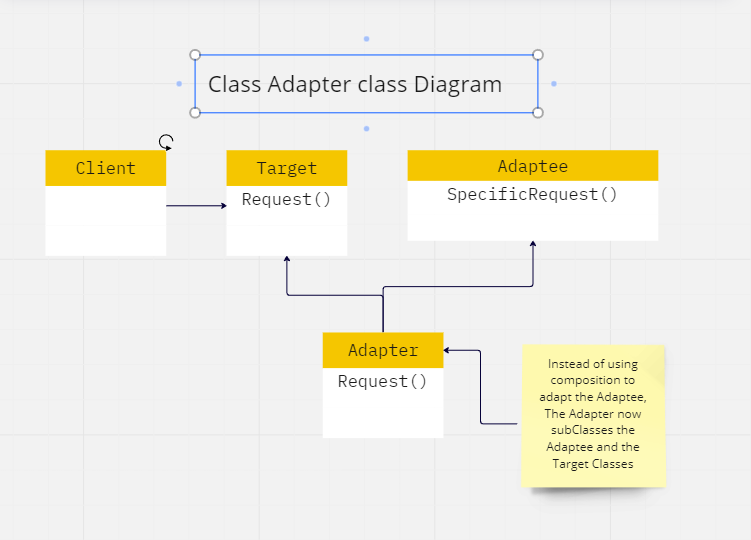 Class Adapter class Diagram
Client
Target
Adaptee
Request()
SpecificRequest()
Adapter
Request()
Instead of using
composition to
adapt the Adaptee,
The Adapter now
subClasses the
Adaptee and the
Target Classes